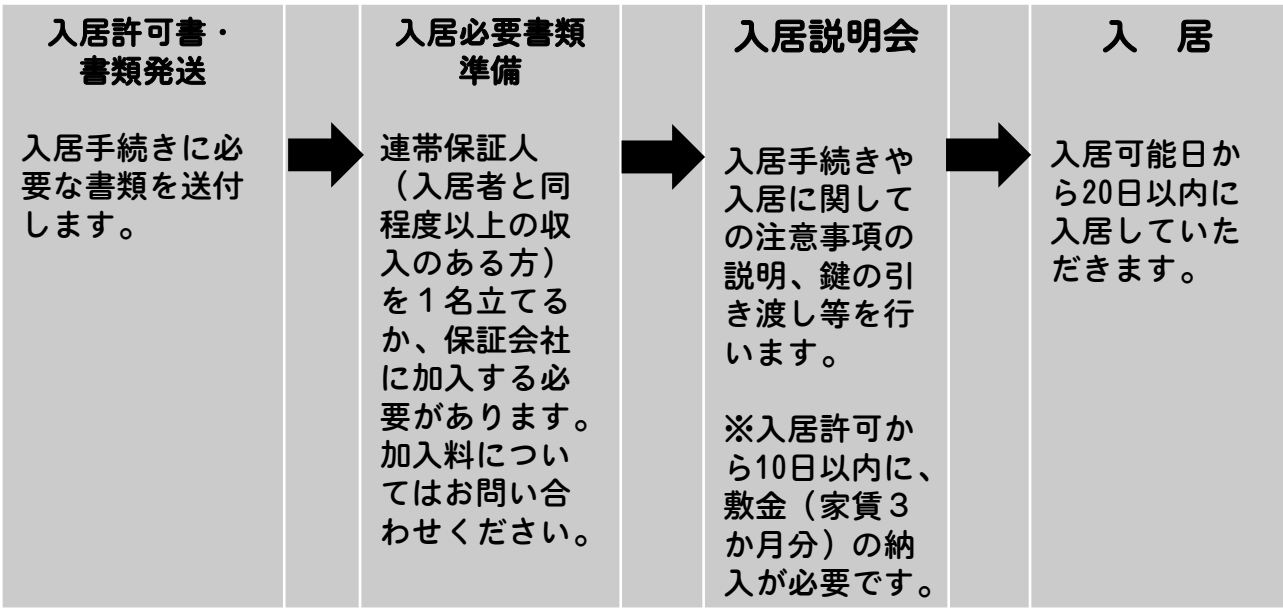 入居許可書・
書類発送
入居手続きに必
要な書類を送付
します。
入居必要書類
準備
連帯保証人
（入居者と同
程度以上の収
入のある方）
を１名立てる
か、保証会社
に加入する必
要があります。
加入料につい
てはお問い合
わせください。
入居説明会
入居手続きや
入居に関して
の注意事項の
説明、鍵の引
き渡し等を行
います。
※入居許可か
ら10日以内に、
敷金（家賃３
か月分）の納
入が必要です。
入　居
入居可能日か
ら20日以内に
入居していた
だきます。